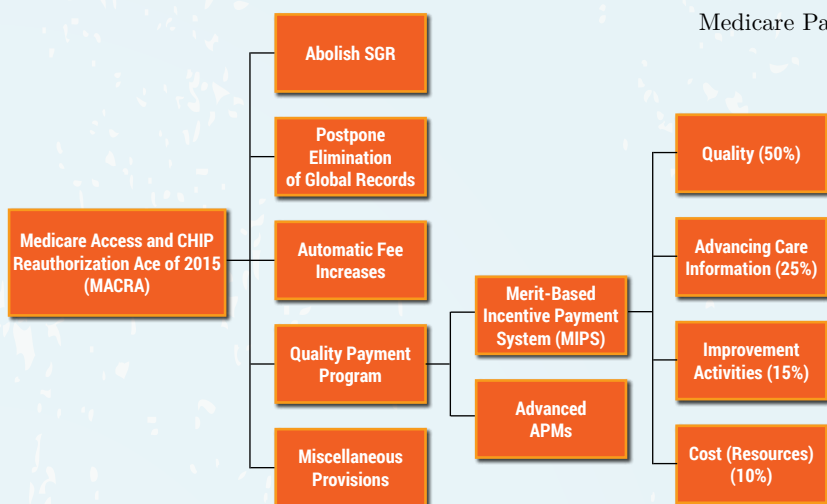 Medicare Pa
Abolish SGR
Postpone
Elimination
of Global Records
Quality (50%)
Medicare Access and CHIP
Reauthorization Ace of 2015
(MACRA)
Automatic Fee
Increases
Advancing Care
Information (25%)
Merit-Based
Incentive Payment
System (MIPS)
Quality Payment
Program
Improvement
Activities (15%)
Advanced
APMs
Miscellaneous
Provisions
Cost (Resources)
(10%)